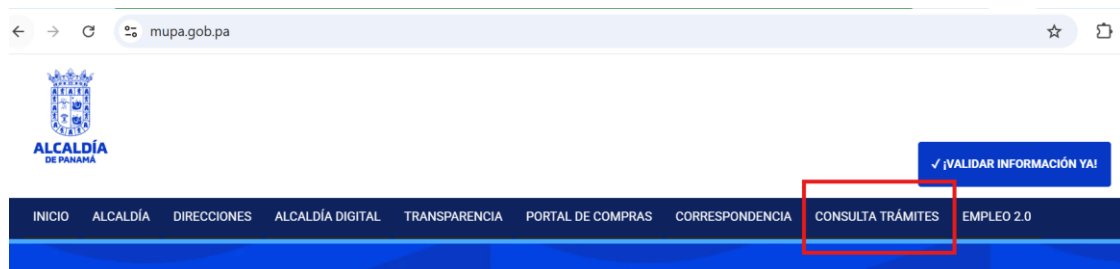 mupa.gob.pa
ALCALDÍA
DE PANAMÁ
✓ ¡VALIDAR INFORMACIÓN YA!
INICIO ALCALDÍA DIRECCIONES ALCALDÍA DIGITAL TRANSPARENCIA PORTAL DE COMPRAS CORRESPONDENCIA CONSULTA TRÁMITES EMPLEO 2.0